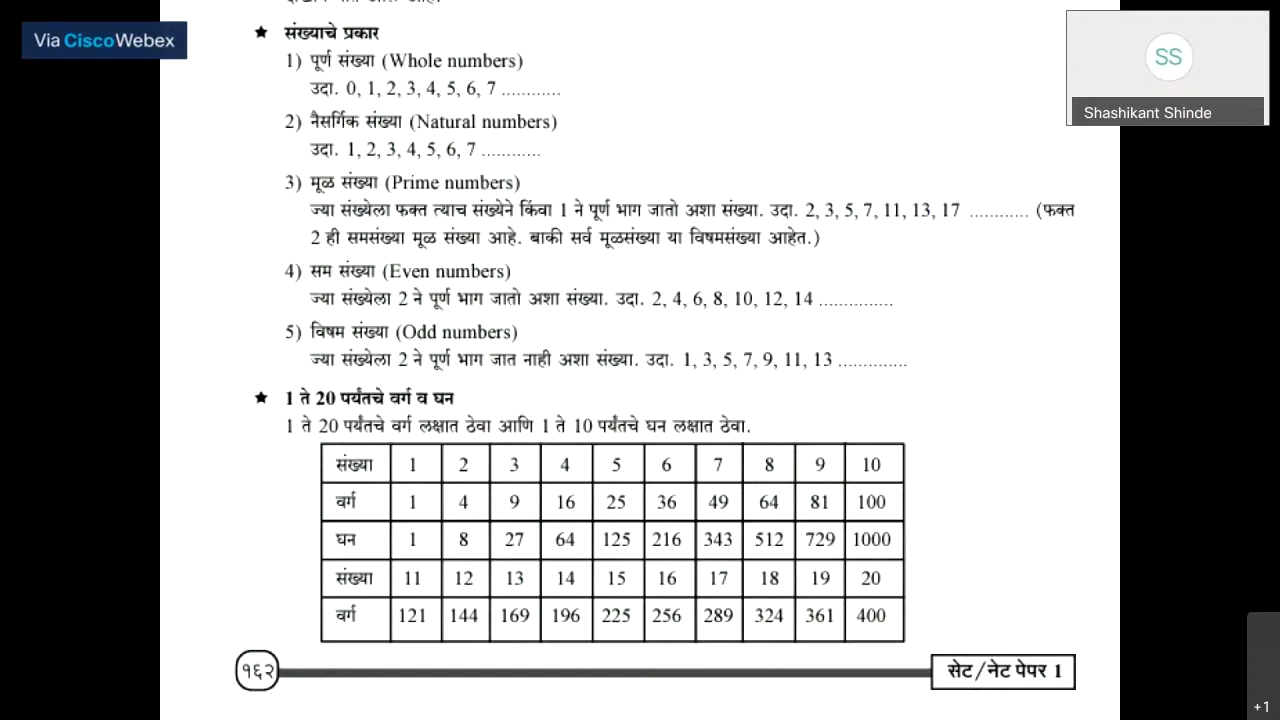 Via Cisco Webex
SS
Shashikant Shinde
★ संख्याचे प्रकार
1) पूर्ण संख्या (Whole numbers)
उदा. 0, 1, 2, 3, 4, 5, 6, 7 ............
2) नैसर्गिक संख्या (Natural numbers)
उदा. 1, 2, 3, 4, 5, 6, 7 ............
3) मूळ संख्या (Prime numbers)
ज्या संख्येला फक्त त्याच संख्येने किंवा 1 ने पूर्ण भाग जातो अशा संख्या. उदा. 2, 3, 5, 7, 11, 13, 17 ............ (फक्त
2 ही समसंख्या मूळ संख्या आहे. बाकी सर्व मूळसंख्या या विषमसंख्या आहेत.)
4) सम संख्या (Even numbers)
ज्या संख्येला 2 ने पूर्ण भाग जातो अशा संख्या. उदा. 2, 4, 6, 8, 10, 12, 14 ...............
5) विषम संख्या (Odd numbers)
ज्या संख्येला 2 ने पूर्ण भाग जात नाही अशा संख्या. उदा. 1, 3, 5, 7, 9, 11, 13 ..............
★ 1 ते 20 पर्यंतचे वर्ग व घन
1 ते 20 पर्यंतचे वर्ग लक्षात ठेवा आणि 1 ते 10 पर्यंतचे घन लक्षात ठेवा.
संख्या 1 2 3 4 5 6 7 8 9 10
वर्ग 1 4 9 16 25 36 49 64 81 100
घन 1 8 27 64 125 216 343 512 729 1000
संख्या 11 12 13 14 15 16 17 18 19 20
वर्ग 121 144 169 196 225 256 289 324 361 400
१६२
सेट/नेट पेपर 1
+1